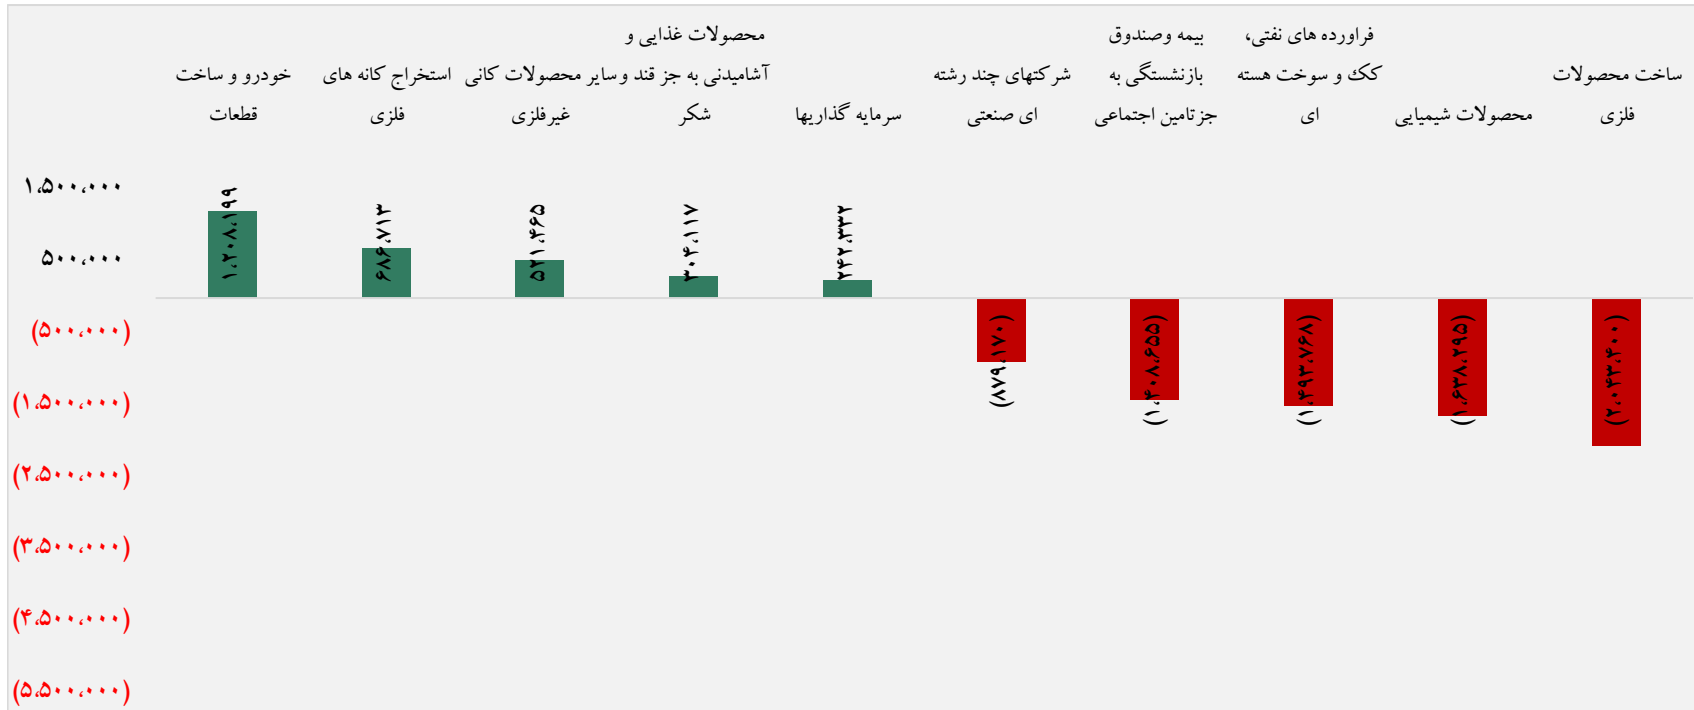 خودرو و ساخت
قطعات
استخراج کانه های
فلزی
سایر محصولات کانی
غیرفلزی
محصولات غذایی و
آشامیدنی به جز قند و
شکر
سرمایه گذاریها
شرکتهای چند رشته
ای صنعتی
بیمه وصندوق
بازنشستگی به
جزتامین اجتماعی
فراورده های نفتی،
کک و سوخت هسته
ای
محصولات شیمیایی
ساخت محصولات
فلزی
۱،۵۰۰،۰۰۰
۵۰۰،۰۰۰
(۵۰۰،۰۰۰)
(۱،۵۰۰،۰۰۰)
(۲،۵۰۰،۰۰۰)
(۳،۵۰۰،۰۰۰)
(۴،۵۰۰،۰۰۰)
(۵،۵۰۰،۰۰۰)
۱،۲۰۸،۱۹۹
۶۸۶،۷۱۳
۵۲۱،۴۶۵
۳۰۴،۱۱۷
۲۴۲،۳۳۲
(۸۷۹،۱۷۰)
(۱،۴۰۸،۶۵۵)
(۱،۴۹۳،۷۶۸)
(۱،۶۳۸،۲۹۵)
(۲،۰۴۳،۴۰۰)